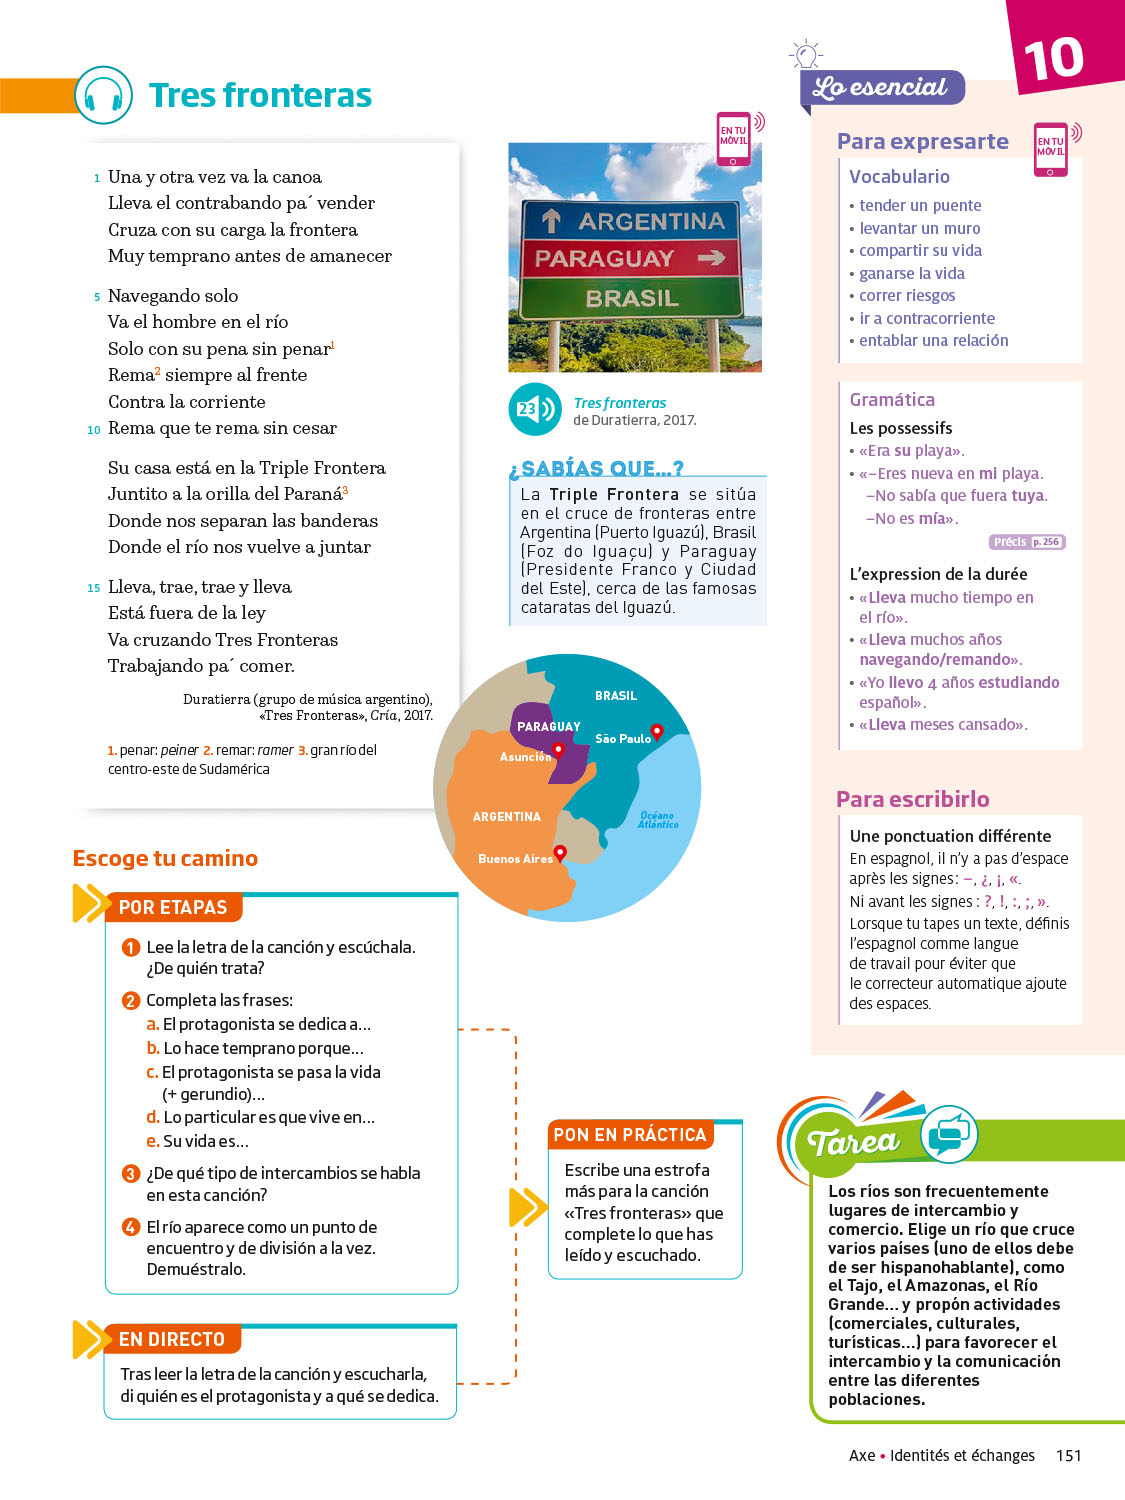 10
Tres fronteras
1 Una y otra vez va la canoa
Lleva el contrabando pa´ vender
Cruza con su carga la frontera
Muy temprano antes de amanecer
5 Navegando solo
Va el hombre en el río
Solo con su pena sin penar1
Rema2 siempre al frente
Contra la corriente
10 Rema que te rema sin cesar
Su casa está en la Triple Frontera
Juntito a la orilla del Paraná3
Donde nos separan las banderas
Donde el río nos vuelve a juntar
15 Lleva, trae, trae y lleva
Está fuera de la ley
Va cruzando Tres Fronteras
Trabajando pa´ comer.
Duratierra (grupo de música argentino),
«Tres Fronteras», Cría, 2017.
1. penar: peiner 2. remar: ramer 3. gran río del
centro-este de Sudamérica
EN TU
MÓVIL
ARGENTINA
PARAGUAY
BRASIL
23
Tres fronteras
de Duratierra, 2017.
¿SABÍAS QUE...?
La Triple Frontera se sitúa
en el cruce de fronteras entre
Argentina (Puerto Iguazú), Brasil
(Foz do Iguaçu) y Paraguay
(Presidente Franco y Ciudad
del Este), cerca de las famosas
cataratas del Iguazú.
BRASIL
PARAGUAY
São Paulo
Asunción
ARGENTINA
Océano
Atlántico
Buenos Aires
Escoge tu camino
POR ETAPAS
1 Lee la letra de la canción y escúchala.
¿De quién trata?
2 Completa las frases:
a. El protagonista se dedica a...
b. Lo hace temprano porque...
c. El protagonista se pasa la vida
(+ gerundio)...
d. Lo particular es que vive en...
e. Su vida es...
3 ¿De qué tipo de intercambios se habla
en esta canción?
4 El río aparece como un punto de
encuentro y de división a la vez.
Demuéstralo.
EN DIRECTO
Tras leer la letra de la canción y escucharla,
di quién es el protagonista y a qué se dedica.
PON EN PRÁCTICA
Escribe una estrofa
más para la canción
«Tres fronteras» que
complete lo que has
leído y escuchado.
Lo esencial
Para expresarte
EN TU
MÓVIL
Vocabulario
• tender un puente
• levantar un muro
• compartir su vida
• ganarse la vida
• correr riesgos
• ir a contracorriente
• entablar una relación
Gramática
Les possessifs
• «Era su playa».
• «–Eres nueva en mi playa.
–No sabía que fuera tuya.
–No es mía».
Précis p. 256
L'expression de la durée
• «Lleva mucho tiempo en
el río».
• «Lleva muchos años
navegando/remando».
• «Yo llevo 4 años estudiando
español».
• «Lleva meses cansado».
Para escribirlo
Une ponctuation différente
En espagnol, il n'y a pas d'espace
après les signes : –, ¿, ¡, «.
Ni avant les signes : ?, !, :, ;, ».
Lorsque tu tapes un texte, définis
l'espagnol comme langue
de travail pour éviter que
le correcteur automatique ajoute
des espaces.
Tarea
Los ríos son frecuentemente
lugares de intercambio y
comercio. Elige un río que cruce
varios países (uno de ellos debe
de ser hispanohablante), como
el Tajo, el Amazonas, el Río
Grande... y propón actividades
(comerciales, culturales,
turísticas...) para favorecer el
intercambio y la comunicación
entre las diferentes
poblaciones.
Axe • Identités et échanges 151